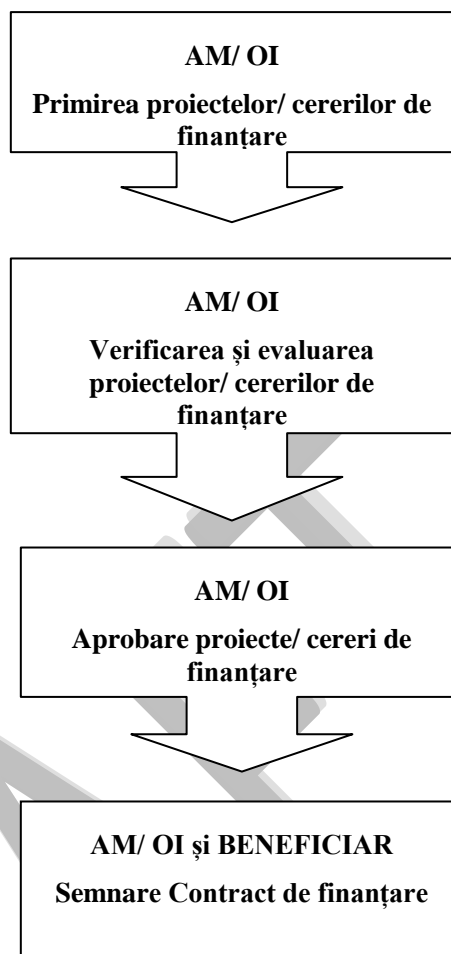 AM/ OI
Primirea proiectelor/ cererilor de
finanțare
AM/ OI
Verificarea și evaluarea
proiectelor/ cererilor de
finanțare
AM/ OI
Aprobare proiecte/ cereri de
finanțare
AM/ OI și BENEFICIAR
Semnare Contract de finanțare